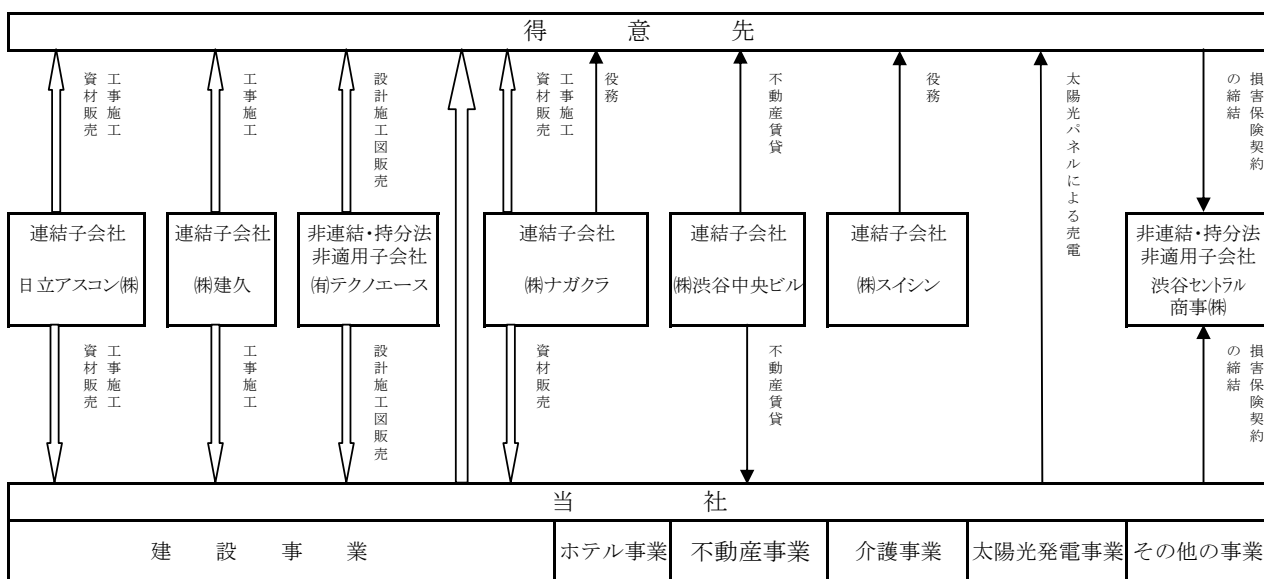 得意先
工事施工
資材販売
工事施工
設計施工図販売
工事施工
資材販売
役務
不動産賃貸
役務
太陽光パネルによる売電
損害保険契約
の締結
連結子会社
日立アスコン㈱
連結子会社
㈱建久
非連結・持分法
非適用子会社
㈲テクノエース
連結子会社
㈱ナガクラ
連結子会社
㈱渋谷中央ビル
連結子会社
㈱スイシン
非連結・持分法
非適用子会社
渋谷セントラル
商事㈱
工事施工
資材販売
工事施工
設計施工図販売
資材販売
不動産賃貸
損害保険契約
の締結
当社
建設事業
ホテル事業
不動産事業
介護事業
太陽光発電事業
その他の事業